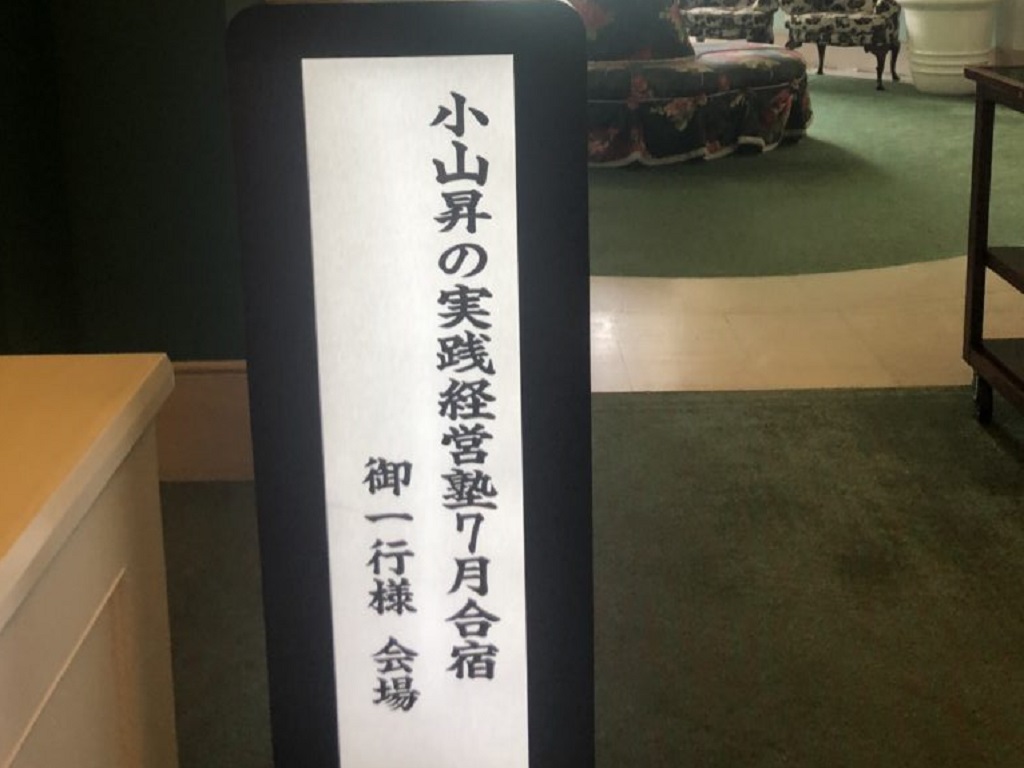 小山昇の実践経営塾7月合宿
御一行様 会場